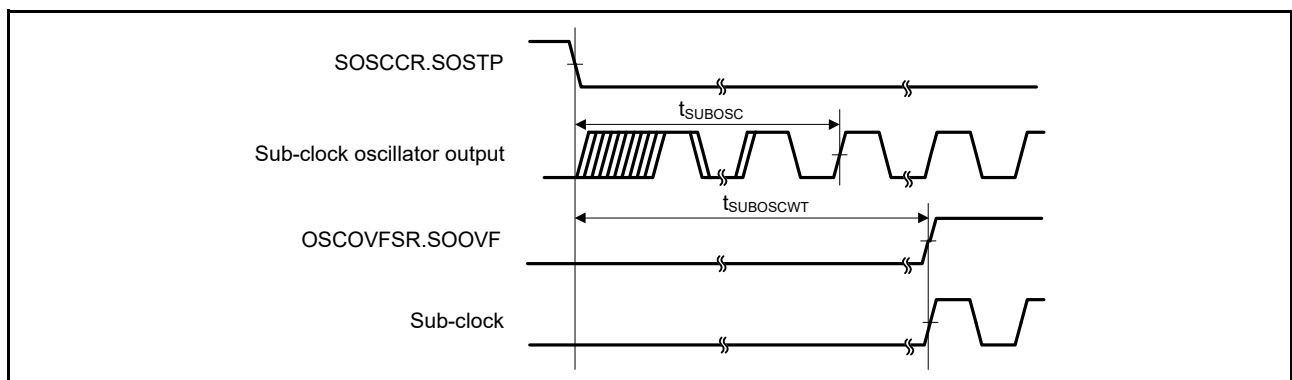 SOSCCR.SOSTP
tSUBOSC
Sub-clock oscillator output
tSUBOSCWT
OSCOVFSR.SOOVF
Sub-clock